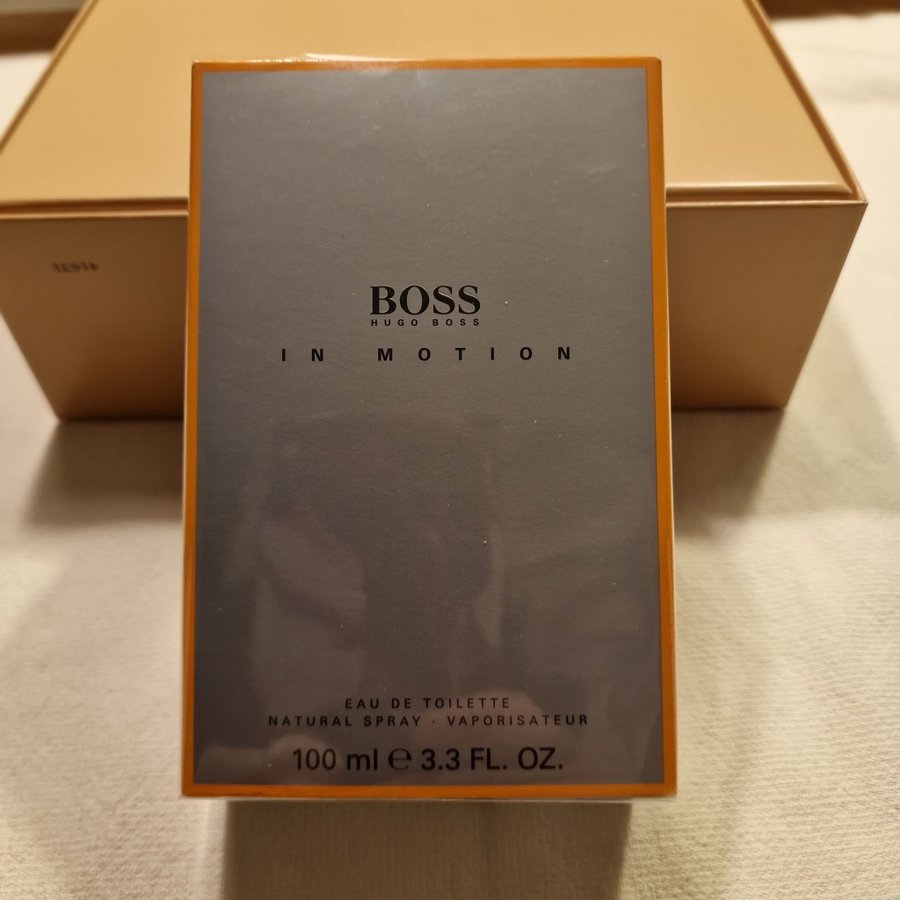 BOSS
HUGO BOSS
IN MOTION
EAU DE TOILETTE
NATURAL SPRAY · VAPORISATEUR
100 ml ℮ 3.3 FL. OZ.